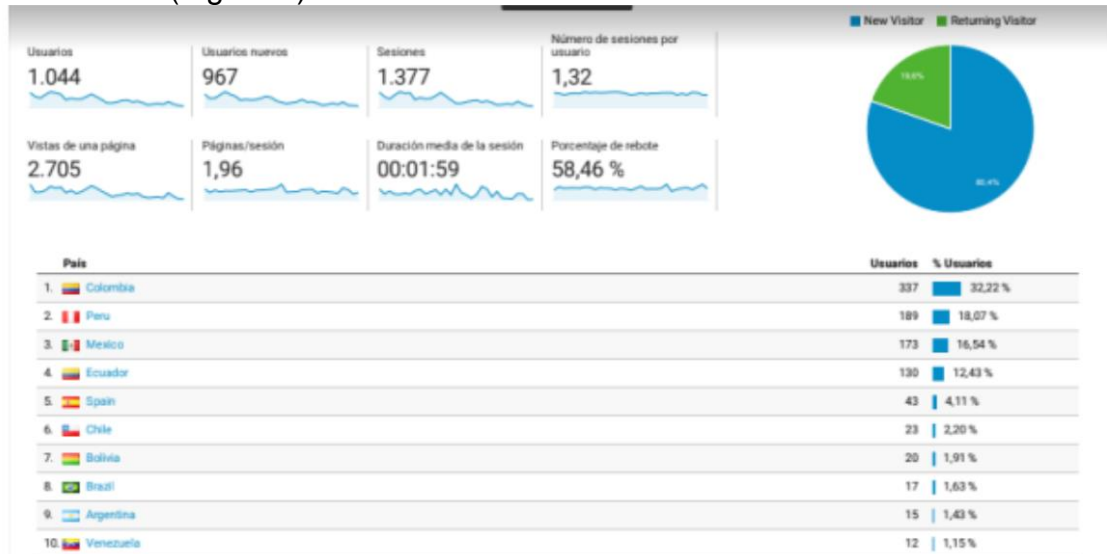 New Visitor Returning Visitor
Usuarios
1.044
Usuarios nuevos
967
Sesiones
1.377
Número de sesiones por
usuario
1,32
Vistas de una página
2.705
Páginas/sesión
1,96
Duración media de la sesión
00:01:59
Porcentaje de rebote
58,46 %
19,6%
80,4%
País Usuarios % Usuarios
1. Colombia 337 32,22 %
2. Peru 189 18,07 %
3. Mexico 173 16,54 %
4. Ecuador 130 12,43 %
5. Spain 43 4,11 %
6. Chile 23 2,20 %
7. Bolivia 20 1,91 %
8. Brazil 17 1,63 %
9. Argentina 15 1,43 %
10. Venezuela 12 1,15 %